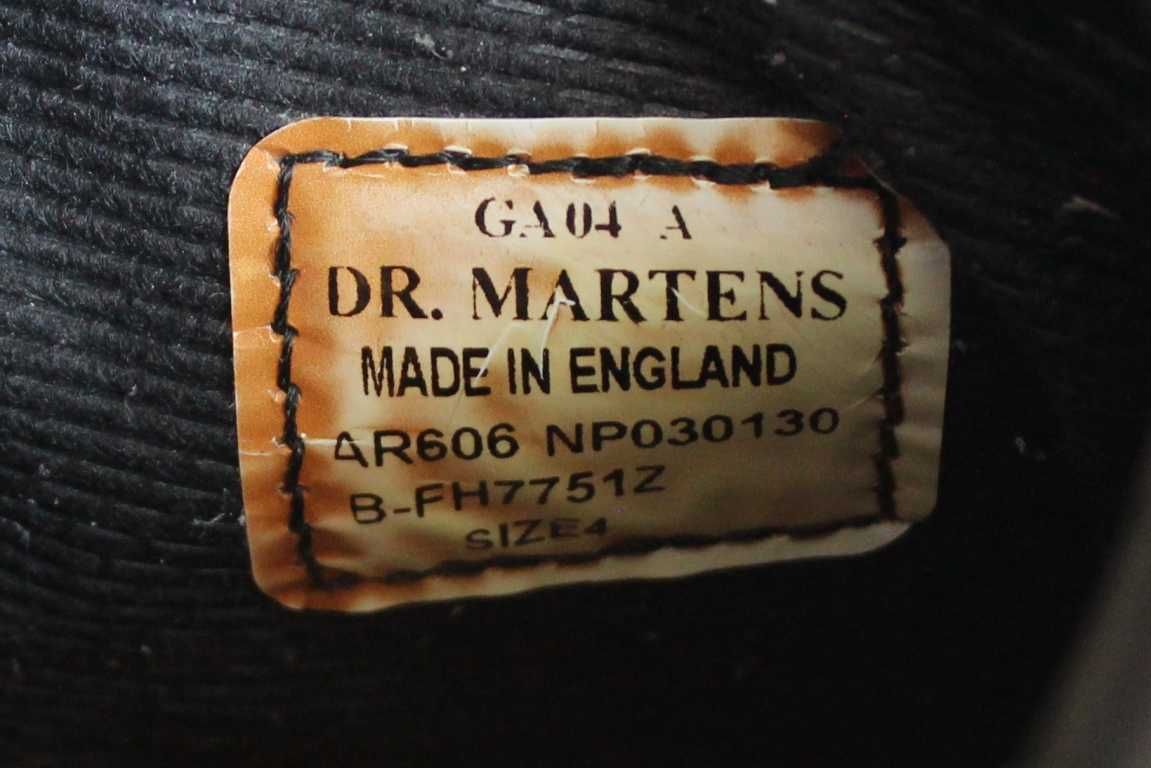 GA04 A
DR. MARTENS
MADE IN ENGLAND
AR606 NP030130
B-FH7751Z
SIZE4